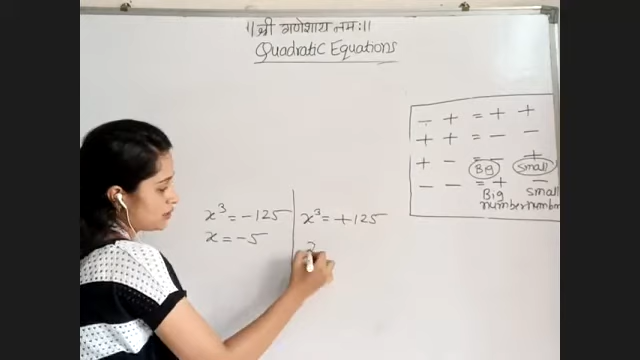 ।। श्री गणेशाय नमः ।।
Quadratic Equations
- + = + +
+ + = - -
+ - = - +
Big small
- - = + -
Big small
number number
x³ = -125
x = -5
x³ = +125